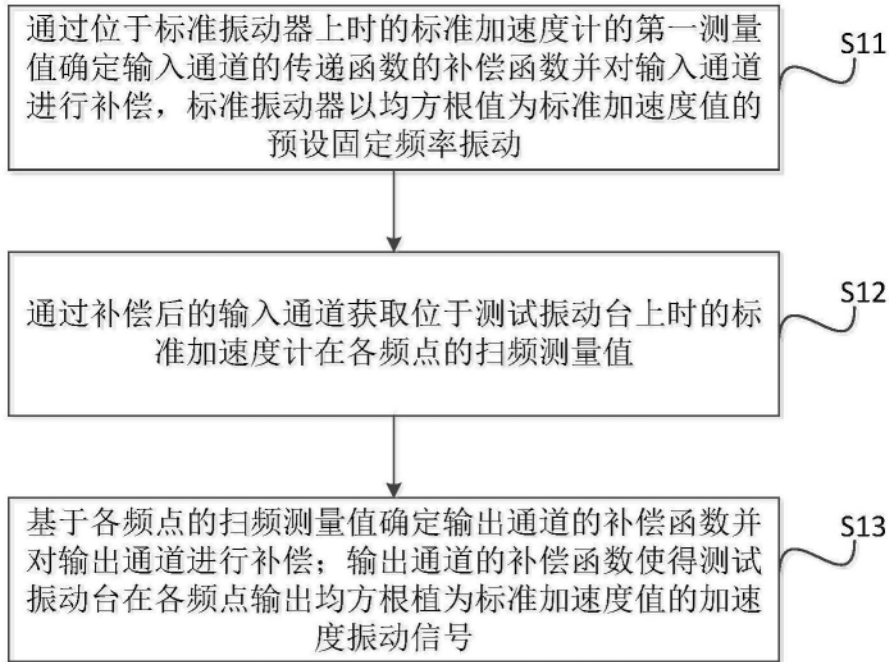 通过位于标准振动器上时的标准加速度计的第一测量
值确定输入通道的传递函数的补偿函数并对输入通道
进行补偿，标准振动器以均方根值为标准加速度值的
预设固定频率振动
S11
通过补偿后的输入通道获取位于测试振动台上时的标
准加速度计在各频点的扫频测量值
S12
基于各频点的扫频测量值确定输出通道的补偿函数并
对输出通道进行补偿；输出通道的补偿函数使得测试
振动台在各频点输出均方根植为标准加速度值的加速
度振动信号
S13